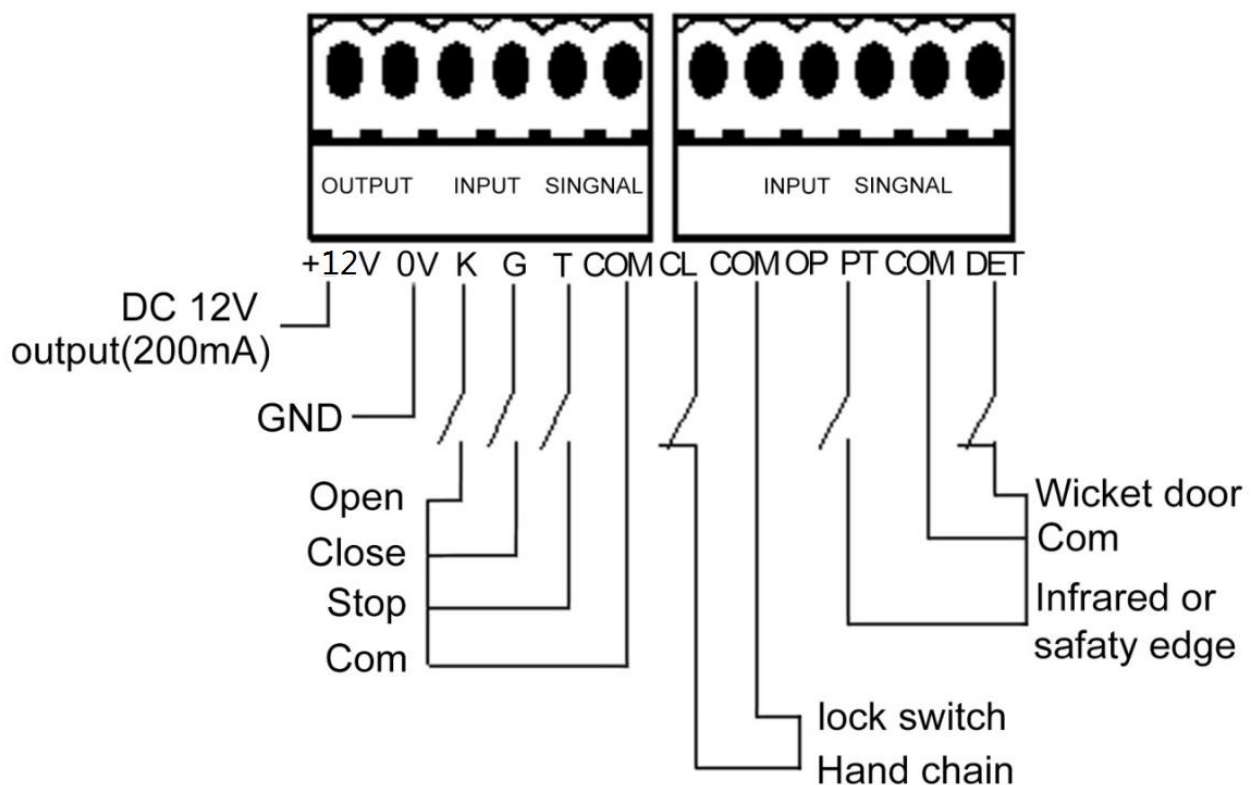 OUTPUT INPUT SINGNAL
INPUT SINGNAL
+12V 0V K G T COM CL COM OP PT COM DET
DC 12V
output(200mA)
GND
Open
Close
Stop
Com
Wicket door
Com
Infrared or
safaty edge
lock switch
Hand chain